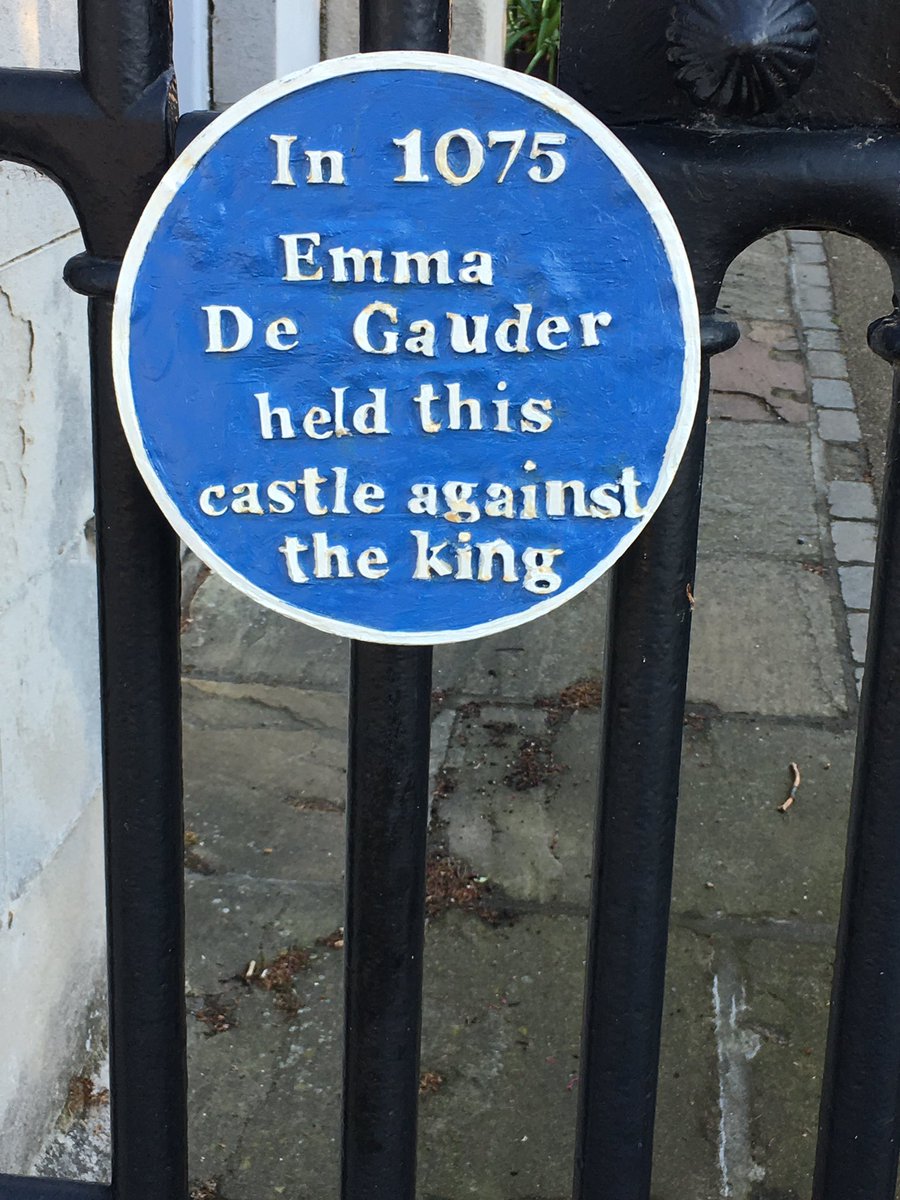 In 1075
Emma
De Gauder
held this
castle against
the king